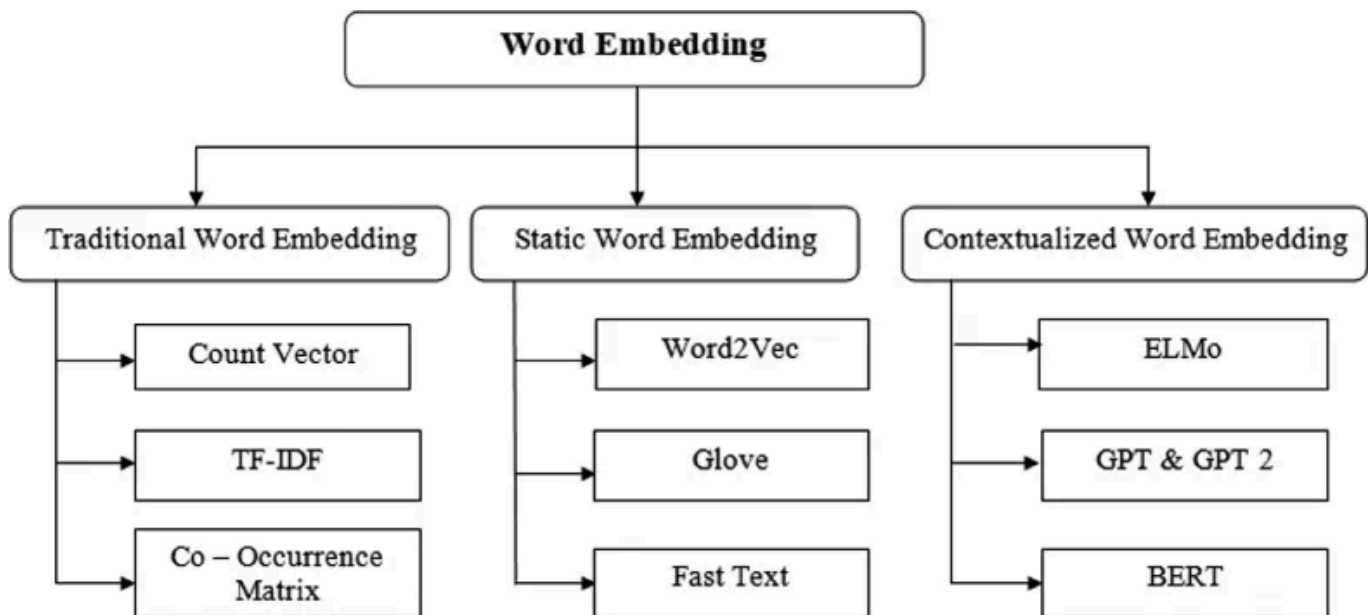 Word Embedding
Traditional Word Embedding
Static Word Embedding
Contextualized Word Embedding
Count Vector
Word2Vec
ELMo
TF-IDF
Glove
GPT & GPT 2
Co – Occurrence
Matrix
Fast Text
BERT